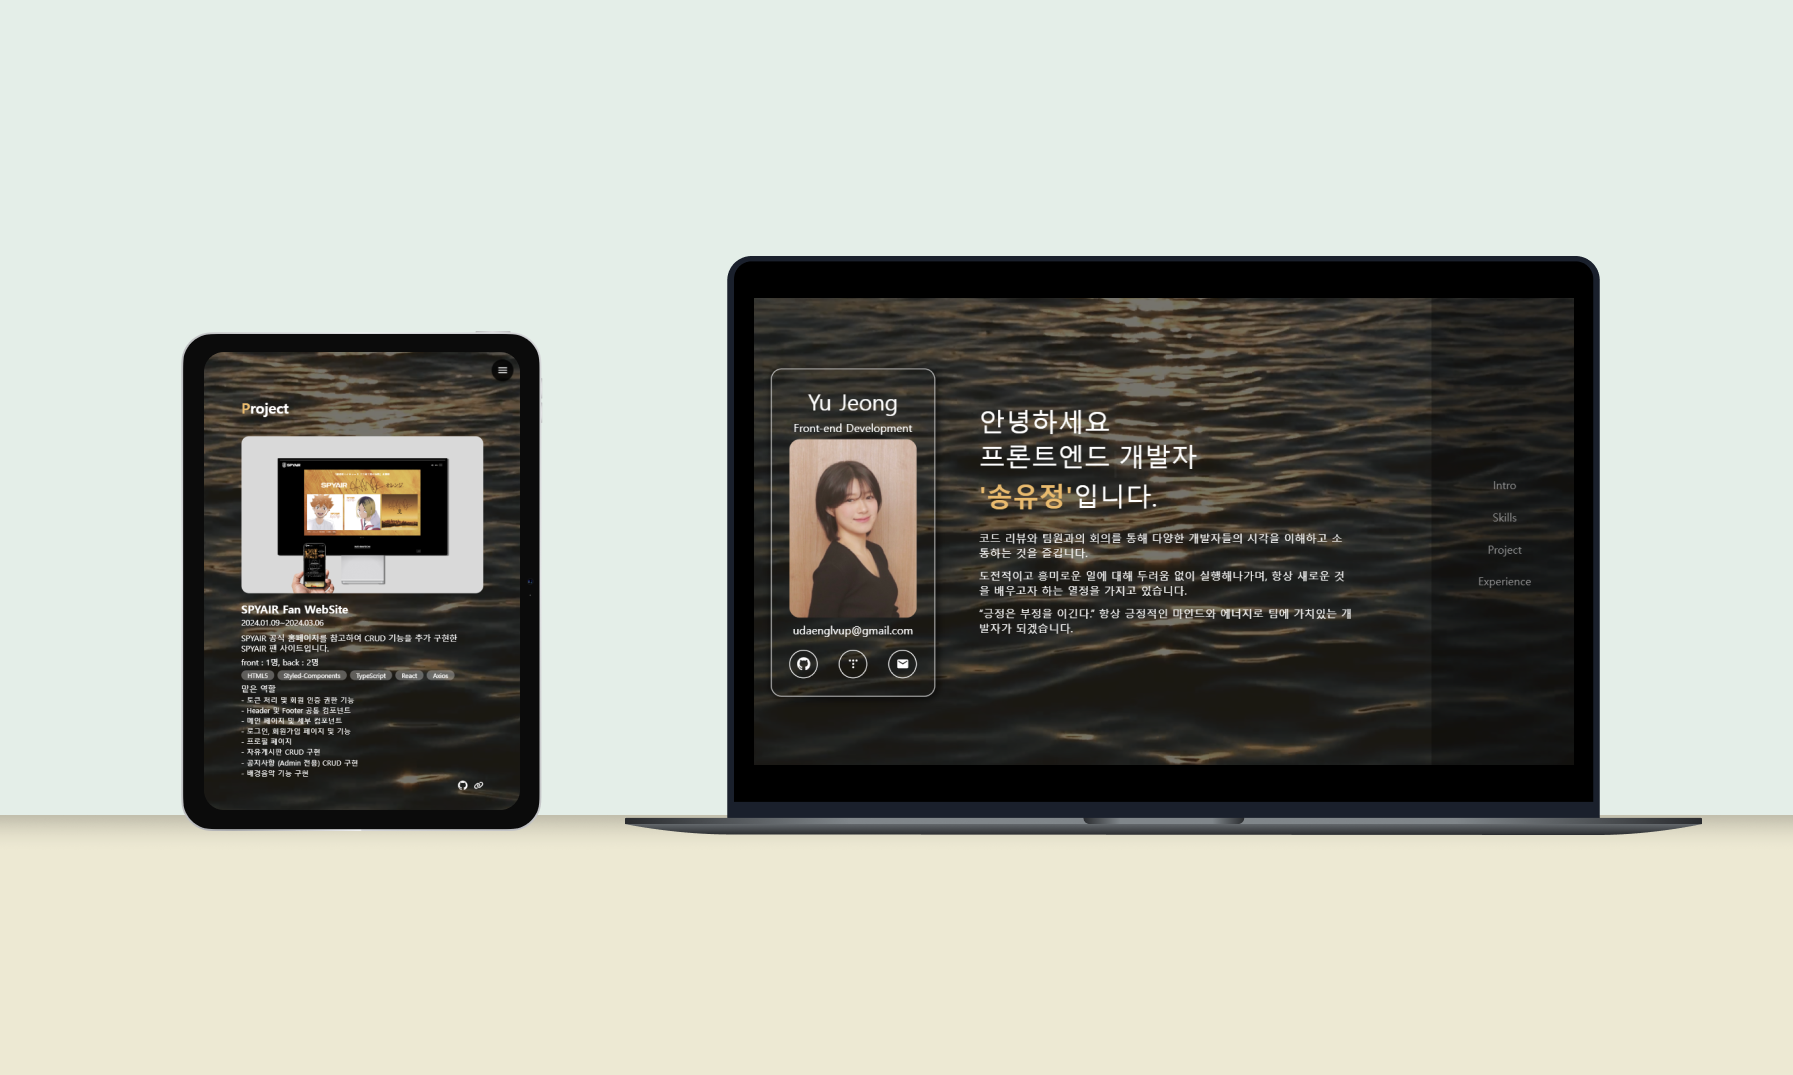 Project
SPYAIR
SPYAIR
SPYAIR Fan WebSite
2024.01.09~2024.03.06
SPYAIR 공식 홈페이지를 참고하여 CRUD 기능을 추가 구현한
SPYAIR 팬 사이트입니다.
front : 1명, back : 2명
HTML5 Styled-Components TypeScript React Axios
맡은 역할
- 토큰 처리 및 회원 인증 권한 기능
- Header 및 Footer 공통 컴포넌트
- 메인 페이지 및 세부 컴포넌트
- 로그인, 회원가입 페이지 및 기능
- 프로필 페이지
- 자유게시판 CRUD 구현
- 공지사항 (Admin 전용) CRUD 구현
- 배경음악 기능 구현
Yu Jeong
Front-end Development
udaenglvup@gmail.com
안녕하세요
프론트엔드 개발자
'송유정'입니다.
코드 리뷰와 팀원과의 회의를 통해 다양한 개발자들의 시각을 이해하고 소
통하는 것을 즐깁니다.
도전적이고 흥미로운 일에 대해 두려움 없이 실행해나가며, 항상 새로운 것
을 배우고자 하는 열정을 가지고 있습니다.
"긍정은 부정을 이긴다." 항상 긍정적인 마인드와 에너지로 팀에 가치있는 개
발자가 되겠습니다.
Intro
Skills
Project
Experience